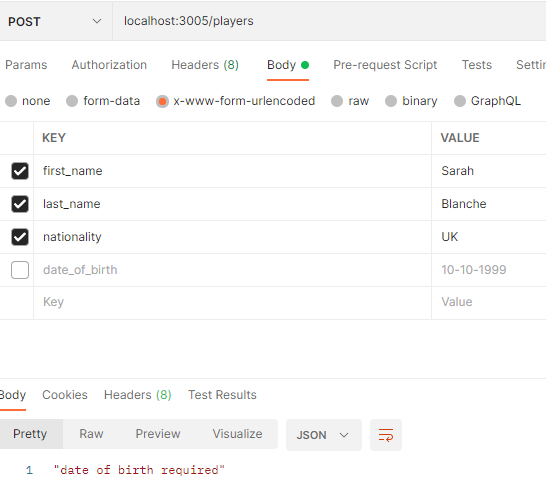 POST localhost:3005/players
Params Authorization Headers (8) Body Pre-request Script Tests Settin
none form-data x-www-form-urlencoded raw binary GraphQL
KEY VALUE
first_name Sarah
last_name Blanche
nationality UK
date_of_birth 10-10-1999
Key Value
Body Cookies Headers (8) Test Results
Pretty Raw Preview Visualize JSON
1 "date of birth required"